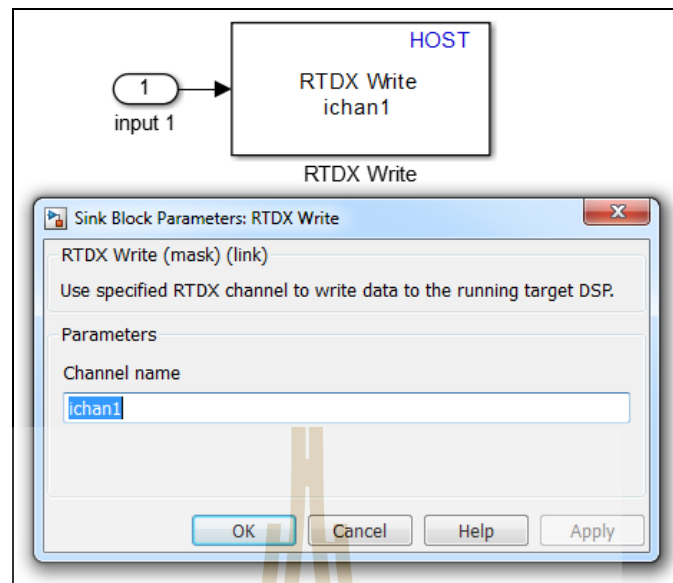 HOST
RTDX Write
ichan1
1
input 1
RTDX Write
Sink Block Parameters: RTDX Write
RTDX Write (mask) (link)
Use specified RTDX channel to write data to the running target DSP.
Parameters
Channel name
ichan1
OK Cancel Help Apply